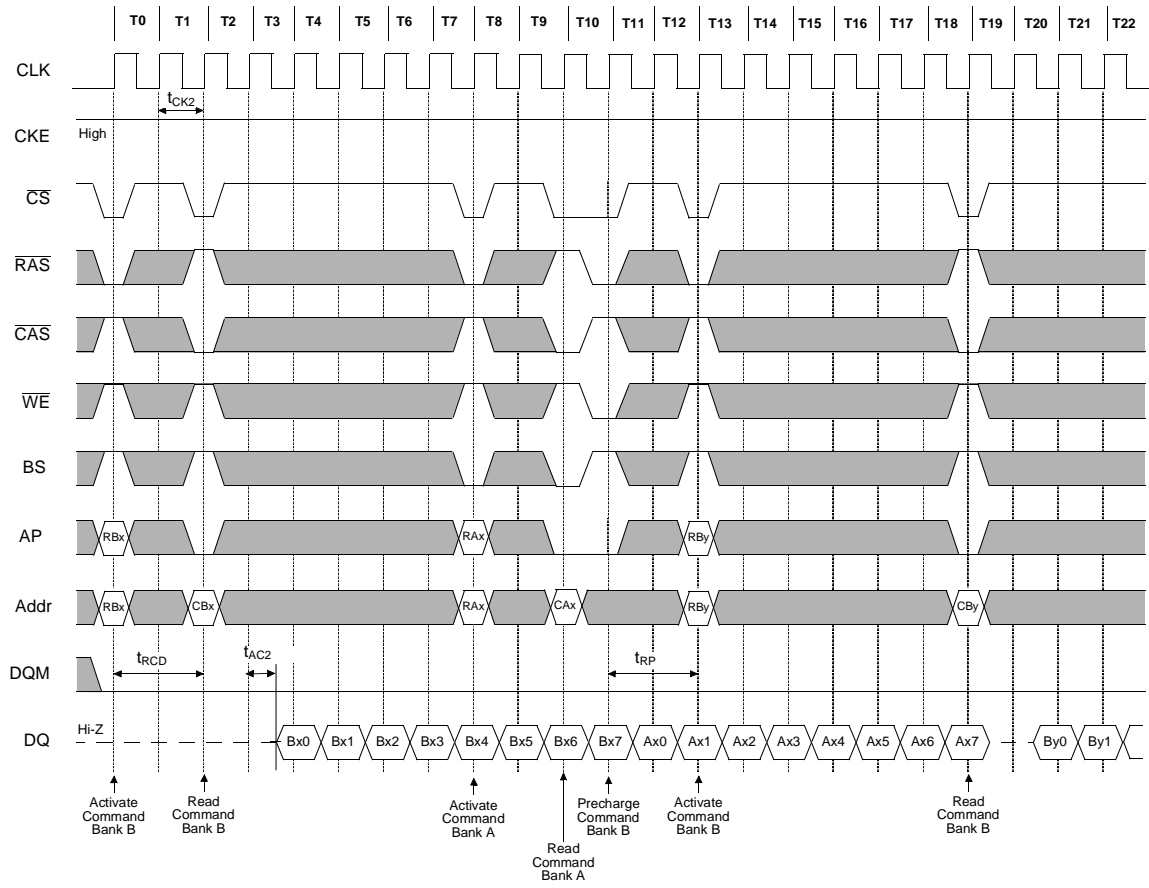 T0 T1 T2 T3 T4 T5 T6 T7 T8 T9 T10 T11 T12 T13 T14 T15 T16 T17 T18 T19 T20 T21 T22
CLK
tCK2
CKE High
CS
RAS
CAS
WE
BS
AP RBx RAx RBy
Addr RBx CBx RAx CAx RBy CBy
DQM tRCD tAC2 tRP
DQ Hi-Z Bx0 Bx1 Bx2 Bx3 Bx4 Bx5 Bx6 Bx7 Ax0 Ax1 Ax2 Ax3 Ax4 Ax5 Ax6 Ax7 By0 By1
Activate
Command
Bank B
Read
Command
Bank B
Activate
Command
Bank A
Read
Command
Bank A
Precharge
Command
Bank B
Activate
Command
Bank B
Read
Command
Bank B